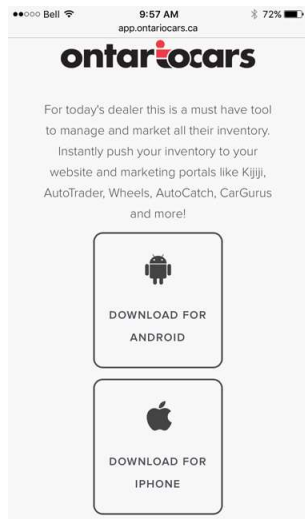 Bell 9:57 AM 72%
app.ontariocars.ca
ontariocars
For today's dealer this is a must have tool
to manage and market all their inventory.
Instantly push your inventory to your
website and marketing portals like Kijiji,
AutoTrader, Wheels, AutoCatch, CarGurus
and more!
DOWNLOAD FOR
ANDROID
DOWNLOAD FOR
IPHONE